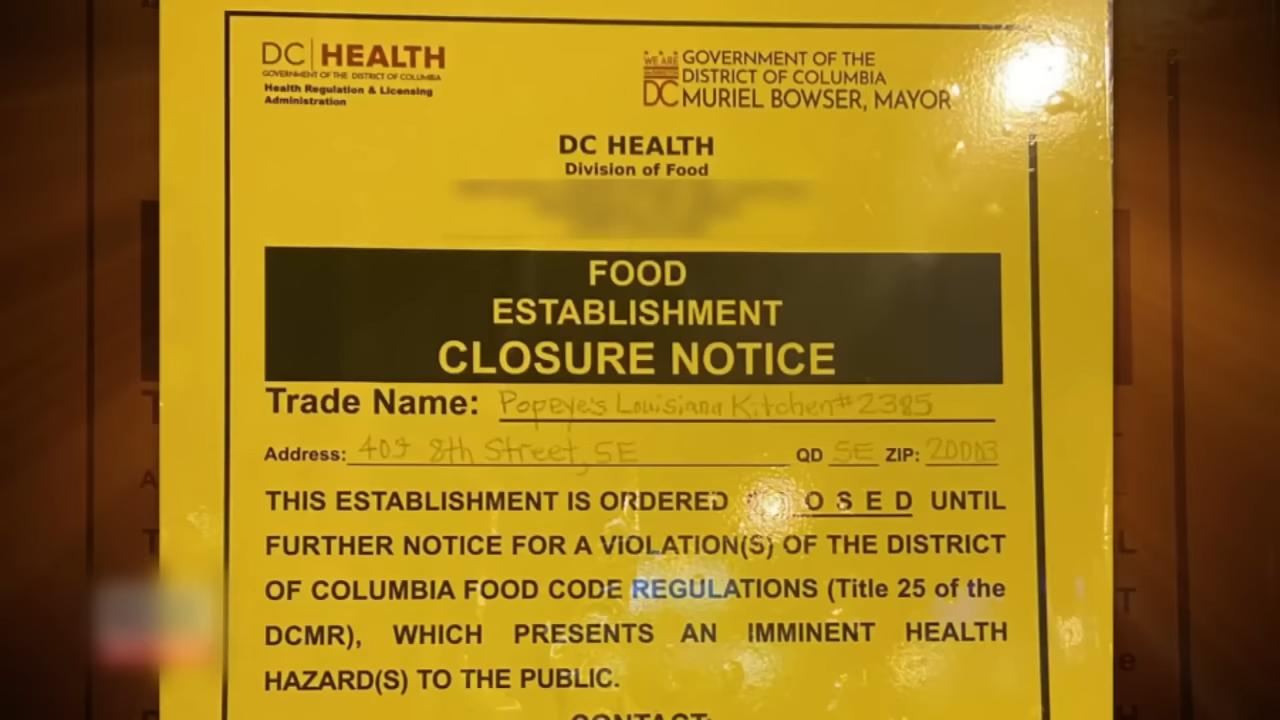 DC HEALTH
GOVERNMENT OF THE DISTRICT OF COLUMBIA
Health Regulation & Licensing
Administration
WE ARE
DC
GOVERNMENT OF THE
DISTRICT OF COLUMBIA
MURIEL BOWSER, MAYOR
DC HEALTH
Division of Food
FOOD
ESTABLISHMENT
CLOSURE NOTICE
Trade Name: Popeye's Louisiana Kitchen #2385
Address: 409 8th Street, SE QD SE ZIP: 20003
THIS ESTABLISHMENT IS ORDERED OSED UNTIL
FURTHER NOTICE FOR A VIOLATION(S) OF THE DISTRICT
OF COLUMBIA FOOD CODE REGULATIONS (Title 25 of the
DCMR), WHICH PRESENTS AN IMMINENT HEALTH
HAZARD(S) TO THE PUBLIC.
CONTACT: